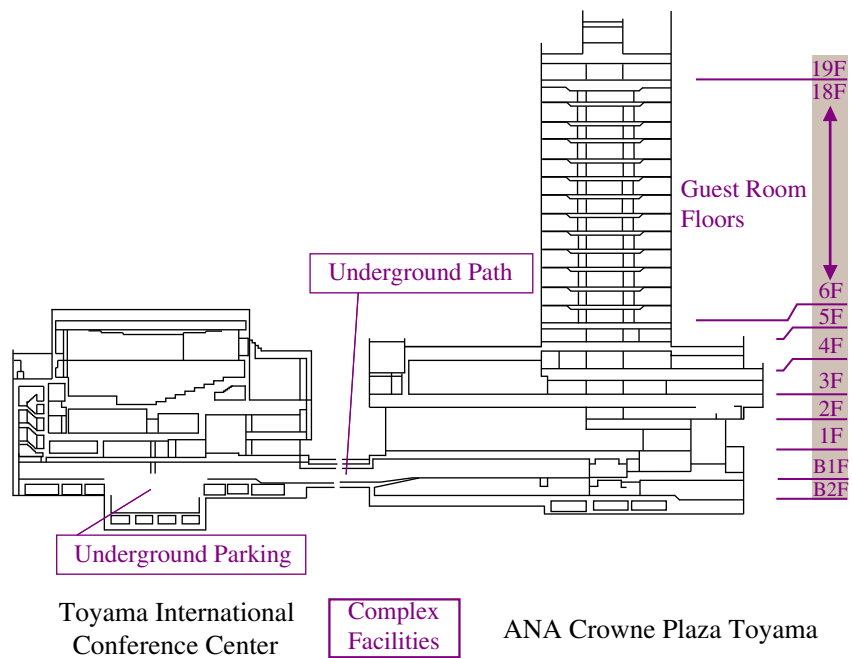 19F
18F
Guest Room
Floors
Underground Path
6F
5F
4F
3F
2F
1F
B1F
B2F
Underground Parking
Toyama International
Conference Center
Complex
Facilities
ANA Crowne Plaza Toyama